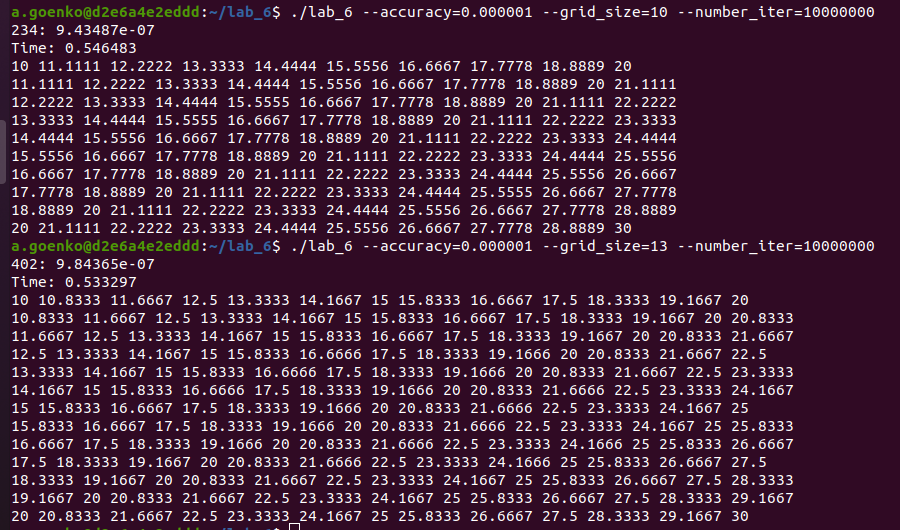 a.goenko@d2e6a4e2eddd:~/lab_6$ ./lab_6 --accuracy=0.000001 --grid_size=10 --number_iter=10000000
234: 9.43487e-07
Time: 0.546483
10 11.1111 12.2222 13.3333 14.4444 15.5556 16.6667 17.7778 18.8889 20
11.1111 12.2222 13.3333 14.4444 15.5556 16.6667 17.7778 18.8889 20 21.1111
12.2222 13.3333 14.4444 15.5555 16.6667 17.7778 18.8889 20 21.1111 22.2222
13.3333 14.4444 15.5555 16.6667 17.7778 18.8889 20 21.1111 22.2222 23.3333
14.4444 15.5556 16.6667 17.7778 18.8889 20 21.1111 22.2222 23.3333 24.4444
15.5556 16.6667 17.7778 18.8889 20 21.1111 22.2222 23.3333 24.4444 25.5556
16.6667 17.7778 18.8889 20 21.1111 22.2222 23.3333 24.4444 25.5556 26.6667
17.7778 18.8889 20 21.1111 22.2222 23.3333 24.4444 25.5555 26.6667 27.7778
18.8889 20 21.1111 22.2222 23.3333 24.4444 25.5556 26.6667 27.7778 28.8889
20 21.1111 22.2222 23.3333 24.4444 25.5556 26.6667 27.7778 28.8889 30
a.goenko@d2e6a4e2eddd:~/lab_6$ ./lab_6 --accuracy=0.000001 --grid_size=13 --number_iter=10000000
402: 9.84365e-07
Time: 0.533297
10 10.8333 11.6667 12.5 13.3333 14.1667 15 15.8333 16.6667 17.5 18.3333 19.1667 20
10.8333 11.6667 12.5 13.3333 14.1667 15 15.8333 16.6667 17.5 18.3333 19.1667 20 20.8333
11.6667 12.5 13.3333 14.1667 15 15.8333 16.6667 17.5 18.3333 19.1667 20 20.8333 21.6667
12.5 13.3333 14.1667 15 15.8333 16.6666 17.5 18.3333 19.1666 20 20.8333 21.6667 22.5
13.3333 14.1667 15 15.8333 16.6666 17.5 18.3333 19.1666 20 20.8333 21.6667 22.5 23.3333
14.1667 15 15.8333 16.6666 17.5 18.3333 19.1666 20 20.8333 21.6666 22.5 23.3333 24.1667
15 15.8333 16.6667 17.5 18.3333 19.1666 20 20.8333 21.6666 22.5 23.3333 24.1667 25
15.8333 16.6667 17.5 18.3333 19.1666 20 20.8333 21.6666 22.5 23.3333 24.1667 25 25.8333
16.6667 17.5 18.3333 19.1666 20 20.8333 21.6666 22.5 23.3333 24.1666 25 25.8333 26.6667
17.5 18.3333 19.1667 20 20.8333 21.6666 22.5 23.3333 24.1666 25 25.8333 26.6667 27.5
18.3333 19.1667 20 20.8333 21.6667 22.5 23.3333 24.1667 25 25.8333 26.6667 27.5 28.3333
19.1667 20 20.8333 21.6667 22.5 23.3333 24.1667 25 25.8333 26.6667 27.5 28.3333 29.1667
20 20.8333 21.6667 22.5 23.3333 24.1667 25 25.8333 26.6667 27.5 28.3333 29.1667 30